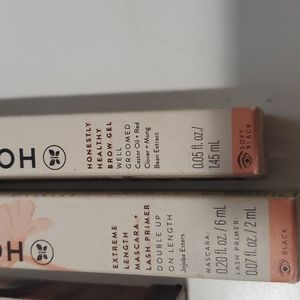 HO
HONESTLY
HEALTHY
BROW GEL
WELL
GROOMED
Castor Oil + Red
Clover + Mung
Bean Extract
0.05 fl. oz./
1.45 mL
SOFT
BLACK
HO
EXTREME
LENGTH
MASCARA +
LASH PRIMER
DOUBLE UP
ON LENGTH
Jojoba Esters
MASCARA:
0.20 fl. oz. / 6 mL
LASH PRIMER:
0.07 fl. oz. / 2 mL
BLACK